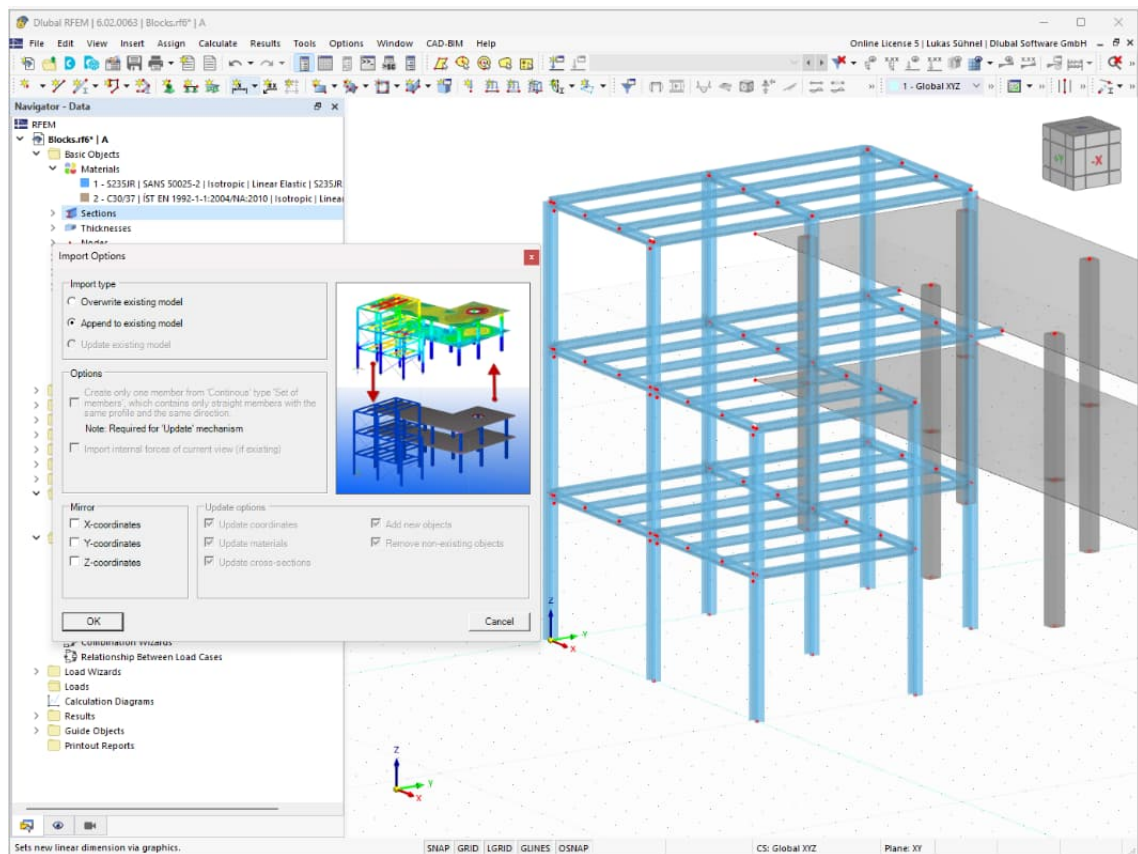 Dlubal RFEM | 6.02.0063 | Blocks.rf6* | A
File Edit View Insert Assign Calculate Results Tools Options Window CAD-BIM Help
Online License 5 | Lukas Sühnel | Dlubal Software GmbH
1 - Global XYZ
Navigator - Data
RFEM
Blocks.rf6* | A
Basic Objects
Materials
1 - S235JR | SANS 50025-2 | Isotropic | Linear Elastic | S235JR
2 - C30/37 | İST EN 1992-1-1:2004/NA:2010 | Isotropic | Linea
Sections
Thicknesses
Nodes
Import Options
Import type
Overwrite existing model
Append to existing model
Update existing model
Options
Create only one member from 'Continous' type 'Set of
members', which contains only straight members with the
same profile and the same direction.
Note: Required for 'Update' mechanism
Import internal forces of current view (if existing)
Mirror
X-coordinates
Y-coordinates
Z-coordinates
Update options
Update coordinates
Update materials
Update cross-sections
Add new objects
Remove non-existing objects
OK
Cancel
Combination Wizards
Relationship Between Load Cases
Load Wizards
Loads
Calculation Diagrams
Results
Guide Objects
Printout Reports
+Y
-X
Z
Y
X
Z
Y
X
Sets new linear dimension via graphics.
SNAP GRID LGRID GLINES OSNAP
CS: Global XYZ
Plane: XY